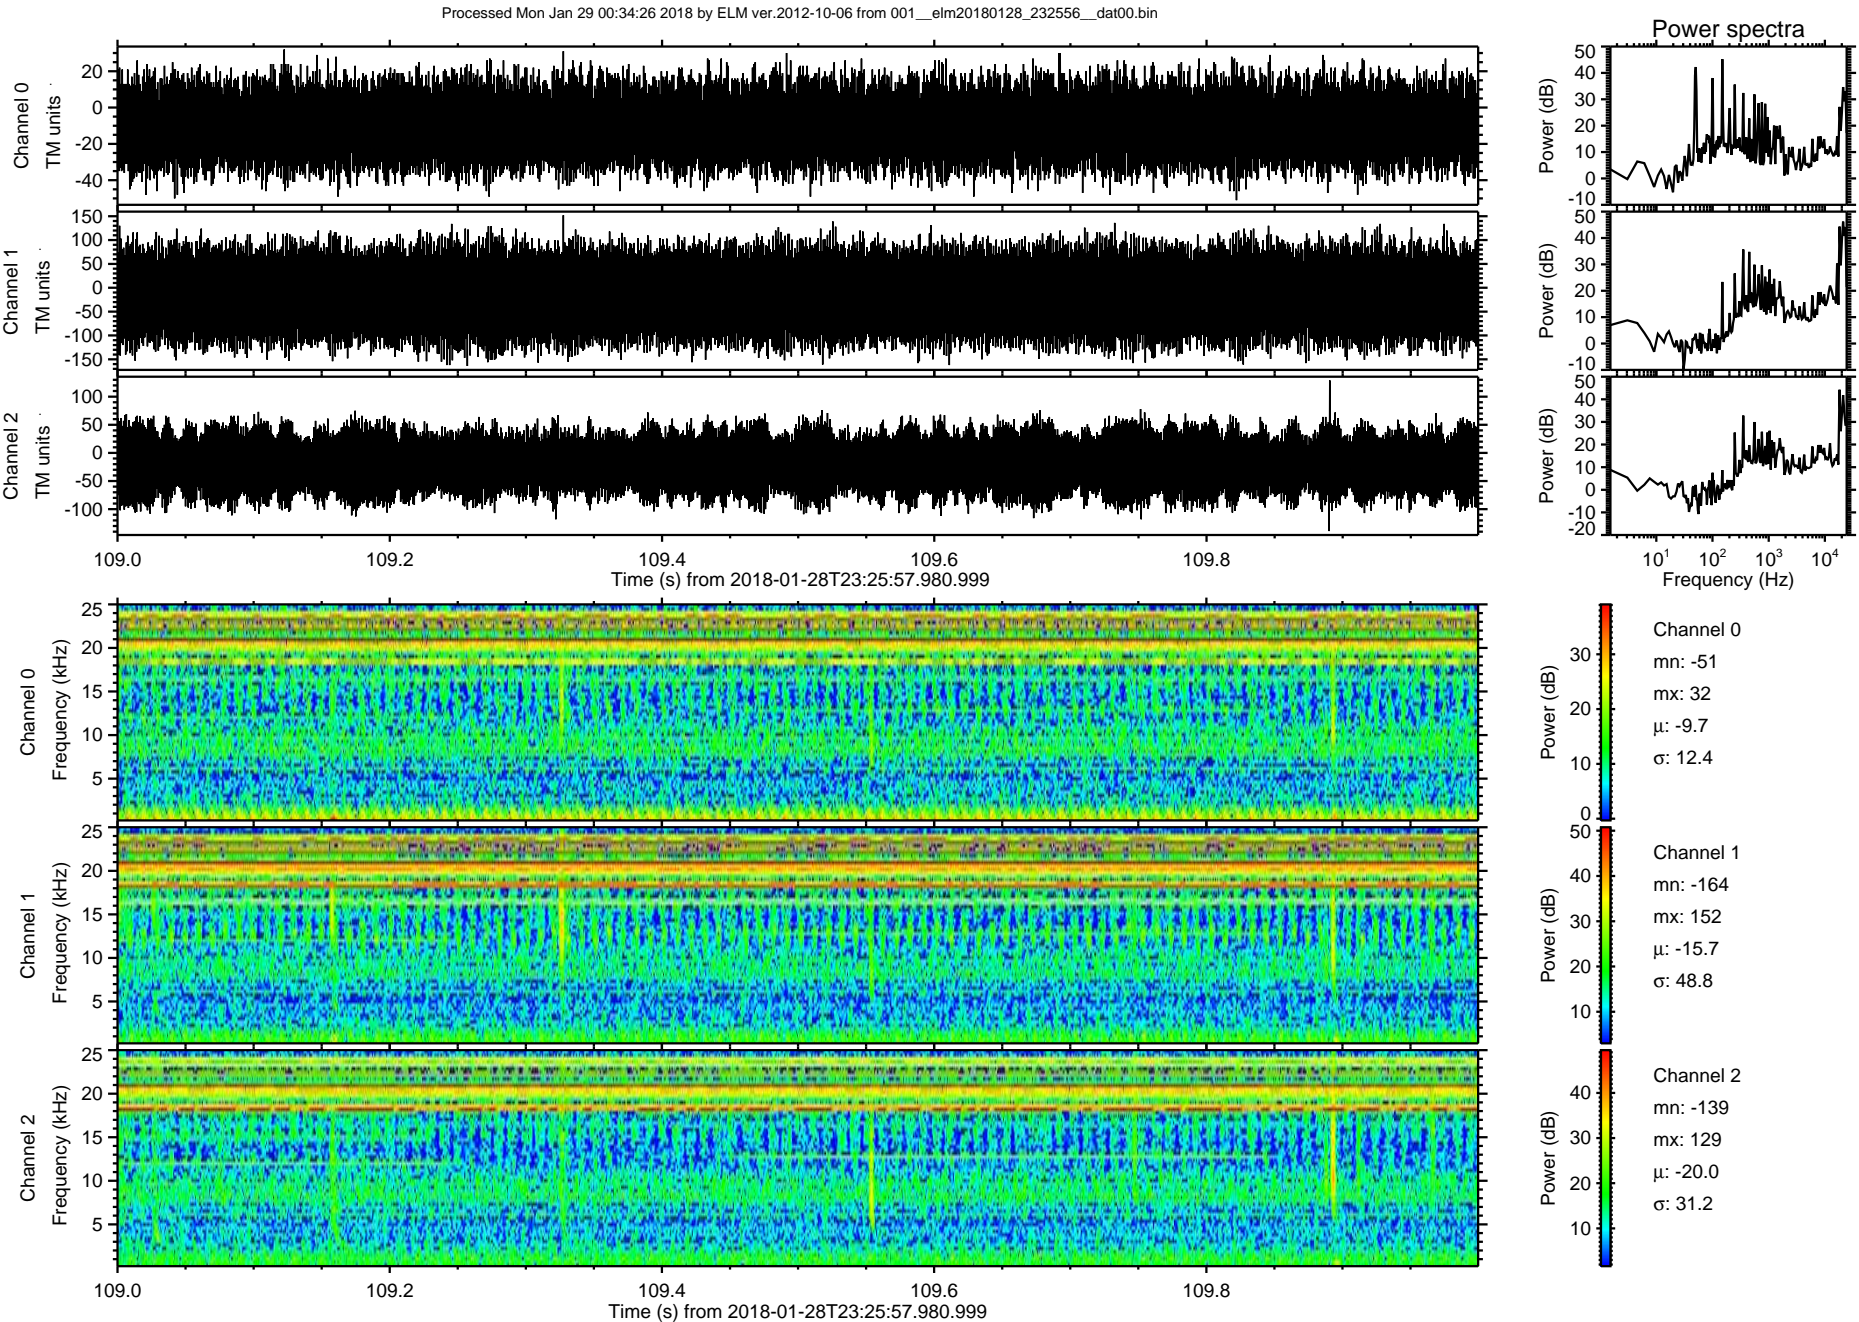 Processed Mon Jan 29 00:34:26 2018 by ELM ver.2012-10-06 from 001__elm20180128_232556__dat00.bin
Power spectra
Channel 0
TM units
20
0
-20
-40
Power (dB)
50
40
30
20
10
0
-10
Channel 1
TM units
150
100
50
0
-50
-100
-150
Power (dB)
50
40
30
20
10
0
-10
Channel 2
TM units
100
50
0
-50
-100
Power (dB)
50
40
30
20
10
0
-10
-20
109.0 109.2 109.4 109.6 109.8
Time (s) from 2018-01-28T23:25:57.980.999
10^1 10^2 10^3 10^4
Frequency (Hz)
Channel 0
Frequency (kHz)
25
20
15
10
5
Power (dB)
30
20
10
0
Channel 0
mn: -51
mx: 32
μ: -9.7
σ: 12.4
Channel 1
Frequency (kHz)
25
20
15
10
5
Power (dB)
50
40
30
20
10
Channel 1
mn: -164
mx: 152
μ: -15.7
σ: 48.8
Channel 2
Frequency (kHz)
25
20
15
10
5
Power (dB)
40
30
20
10
Channel 2
mn: -139
mx: 129
μ: -20.0
σ: 31.2
109.0 109.2 109.4 109.6 109.8
Time (s) from 2018-01-28T23:25:57.980.999